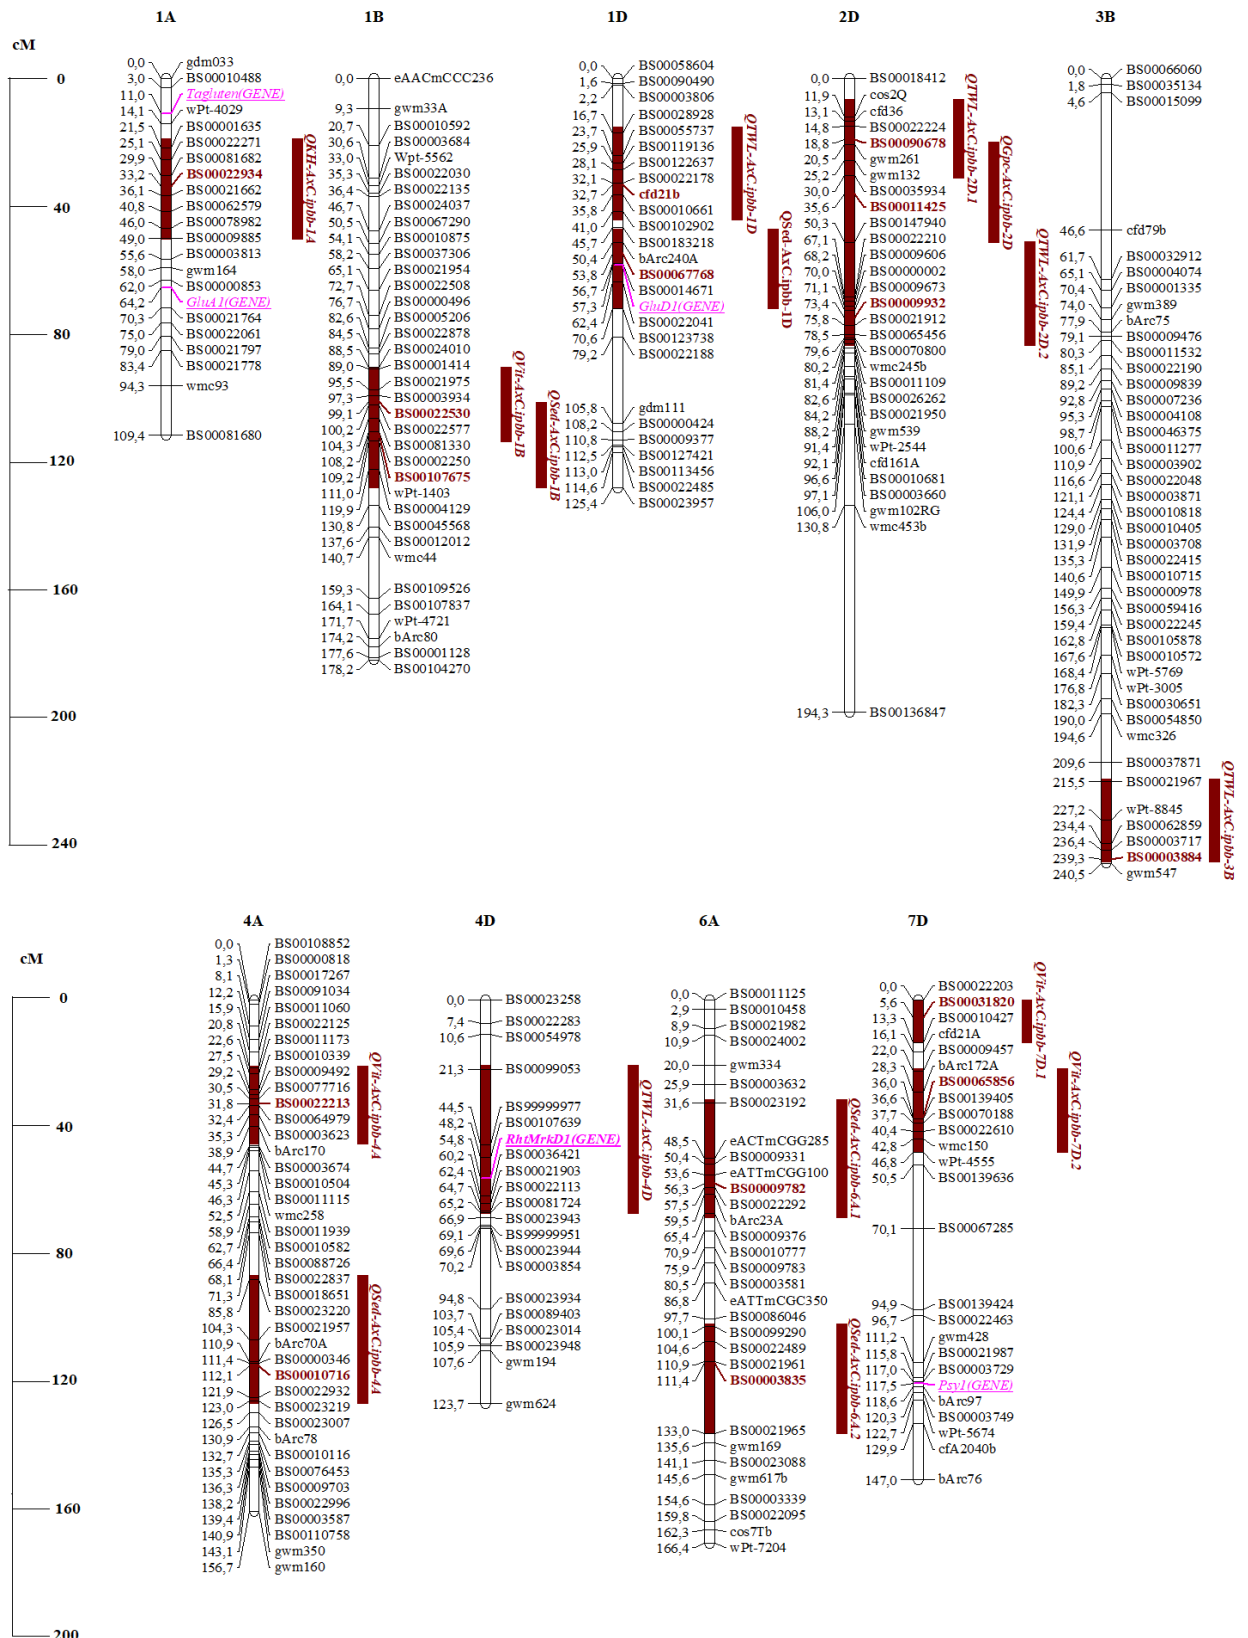 1A
cM
0
40
80
120
160
200
240
0,0 gdm033
3,0 BS00010488
11,0 Tagluten(GENE)
14,1 wPt-4029
21,5 BS00001635
25,1 BS00022271
29,9 BS00081682
33,2 BS00022934
36,1 BS00021662
40,8 BS00062579
46,0 BS00078982
49,0 BS00009885
55,6 BS00003813
58,0 gwm164
62,0 BS00000853
64,2 GluA1(GENE)
70,3 BS00021764
75,0 BS00022061
79,0 BS00021797
83,4 BS00021778
94,3 wmc93
109,4 BS00081680
QKH-AxC.ipbb-1A
1B
0,0 eAACmCCC236
9,3 gwm33A
20,7 BS00010592
30,6 BS00003684
33,0 Wpt-5562
35,3 BS00022030
36,4 BS00022135
46,7 BS00024037
50,5 BS00067290
54,1 BS00010875
58,2 BS00037306
65,1 BS00021954
72,7 BS00022508
76,7 BS00000496
82,6 BS00005206
84,5 BS00022878
88,5 BS00024010
89,0 BS00001414
95,5 BS00021975
97,3 BS00003934
99,1 BS00022530
100,2 BS00022577
104,3 BS00081330
108,2 BS00002250
109,2 BS00107675
111,0 wPt-1403
119,9 BS00004129
130,8 BS00045568
137,6 BS00012012
140,7 wmc44
159,3 BS00109526
164,1 BS00107837
171,7 wPt-4721
174,2 bArc80
177,6 BS00001128
178,2 BS00104270
QVit-AxC.ipbb-1B
QSed-AxC.ipbb-1B
1D
0,0 BS00058604
1,6 BS00090490
2,2 BS00003806
16,7 BS00028928
23,7 BS00055737
25,9 BS00119136
28,1 BS00122637
32,1 BS00022178
32,7 cfd21b
35,8 BS00010661
41,0 BS00102902
45,7 BS00183218
50,4 bArc240A
53,8 BS00067768
56,7 BS00014671
57,3 GluD1(GENE)
62,4 BS00022041
70,6 BS00123738
79,2 BS00022188
105,8 gdm111
108,2 BS00000424
110,8 BS00009377
112,5 BS00127421
113,0 BS00113456
114,6 BS00022485
125,4 BS00023957
QTWL-AxC.ipbb-1D
QSed-AxC.ipbb-1D
2D
0,0 BS00018412
11,9 cos2Q
13,1 cfd36
14,8 BS00022224
18,8 BS00090678
20,5 gwm261
25,2 gwm132
30,0 BS00035934
35,6 BS00011425
50,3 BS00147940
67,1 BS00022210
68,2 BS00009606
70,0 BS00000002
71,1 BS00009673
73,4 BS00009932
75,8 BS00021912
78,5 BS00065456
79,6 BS00070800
80,2 wmc245b
81,4 BS00011109
82,6 BS00026262
84,2 BS00021950
88,2 gwm539
91,4 wPt-2544
92,1 cfd161A
96,6 BS00010681
97,1 BS00003660
106,0 gwm102RG
130,8 wmc453b
194,3 BS00136847
QTWL-AxC.ipbb-2D.1
QGpc-AxC.ipbb-2D
QTWL-AxC.ipbb-2D.2
3B
0,0 BS00066060
1,8 BS00035134
4,6 BS00015099
46,6 cfd79b
61,7 BS00032912
65,1 BS00004074
70,4 BS00001335
74,0 gwm389
77,9 bArc75
79,1 BS00009476
80,3 BS00011532
85,1 BS00022190
89,2 BS00009839
92,8 BS00007236
95,3 BS00004108
98,7 BS00046375
100,6 BS00011277
110,9 BS00003902
116,6 BS00022048
121,1 BS00003871
124,4 BS00010818
129,0 BS00010405
131,9 BS00003708
135,3 BS00022415
140,6 BS00010715
149,9 BS00000978
156,3 BS00059416
159,4 BS00022245
162,8 BS00105878
167,6 BS00010572
168,4 wPt-5769
176,8 wPt-3005
182,3 BS00030651
190,0 BS00054850
194,6 wmc326
209,6 BS00037871
215,5 BS00021967
227,2 wPt-8845
234,4 BS00062859
236,4 BS00003717
239,3 BS00003884
240,5 gwm547
QTWL-AxC.ipbb-3B
4A
cM
0
40
80
120
160
200
0,0 BS00108852
1,3 BS00000818
8,1 BS00017267
12,2 BS00091034
15,9 BS00011060
20,8 BS00022125
22,6 BS00011173
27,5 BS00010339
29,2 BS00009492
30,5 BS00077716
31,8 BS00022213
32,4 BS00064979
35,3 BS00003623
38,9 bArc170
44,7 BS00003674
45,3 BS00010504
46,3 BS00011115
52,5 wmc258
58,9 BS00011939
62,7 BS00010582
66,4 BS00088726
68,1 BS00022837
71,3 BS00018651
85,8 BS00023220
104,3 BS00021957
110,9 bArc70A
111,4 BS00000346
112,1 BS00010716
121,9 BS00022932
123,0 BS00023219
126,5 BS00023007
130,9 bArc78
132,7 BS00010116
135,3 BS00076453
136,3 BS00009703
138,2 BS00022996
139,4 BS00003587
140,9 BS00110758
143,1 gwm350
156,7 gwm160
QVit-AxC.ipbb-4A
QSed-AxC.ipbb-4A
4D
0,0 BS00023258
7,4 BS00022283
10,6 BS00054978
21,3 BS00099053
44,5 BS99999977
48,2 BS00107639
54,8 RhtMrkD1(GENE)
60,2 BS00036421
62,4 BS00021903
64,7 BS00022113
65,2 BS00081724
66,9 BS00023943
69,1 BS99999951
69,6 BS00023944
70,2 BS00003854
94,8 BS00023934
103,7 BS00089403
105,4 BS00023014
105,9 BS00023948
107,6 gwm194
123,7 gwm624
QTWL-AxC.ipbb-4D
6A
0,0 BS00011125
2,9 BS00010458
8,9 BS00021982
10,9 BS00024002
20,0 gwm334
25,9 BS00003632
31,6 BS00023192
48,5 eACTmCGG285
50,4 BS00009331
53,6 eATTmCGG100
56,3 BS00009782
57,5 BS00022292
59,5 bArc23A
65,4 BS00009376
70,9 BS00010777
75,9 BS00009783
80,5 BS00003581
86,8 eATTmCGC350
97,7 BS00086046
100,1 BS00099290
104,6 BS00022489
110,9 BS00021961
111,4 BS00003835
133,0 BS00021965
135,6 gwm169
141,1 BS00023088
145,6 gwm617b
154,6 BS00003339
159,8 BS00022095
162,3 cos7Tb
166,4 wPt-7204
QSed-AxC.ipbb-6A.1
QSed-AxC.ipbb-6A.2
7D
0,0 BS00022203
5,6 BS00031820
13,3 BS00010427
16,1 cfd21A
22,0 BS00009457
28,3 bArc172A
36,0 BS00065856
36,6 BS00139405
37,7 BS00070188
40,4 BS00022610
42,8 wmc150
46,8 wPt-4555
50,5 BS00139636
70,1 BS00067285
94,9 BS00139424
96,7 BS00022463
111,2 gwm428
115,8 BS00021987
117,0 BS00003729
117,5 Psy1(GENE)
118,6 bArc97
120,3 BS00003749
122,7 wPt-5674
129,9 cfA2040b
147,0 bArc76
QVit-AxC.ipbb-7D.1
QVit-AxC.ipbb-7D.2